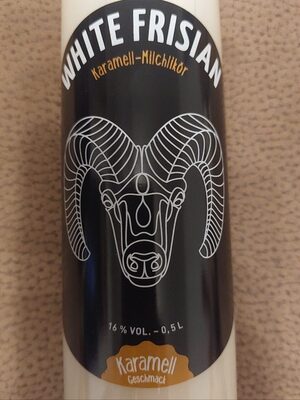 WHITE FRISIAN
Karamell-Milchlikör
16 % VOL. – 0,5 L
Karamell
Geschmack